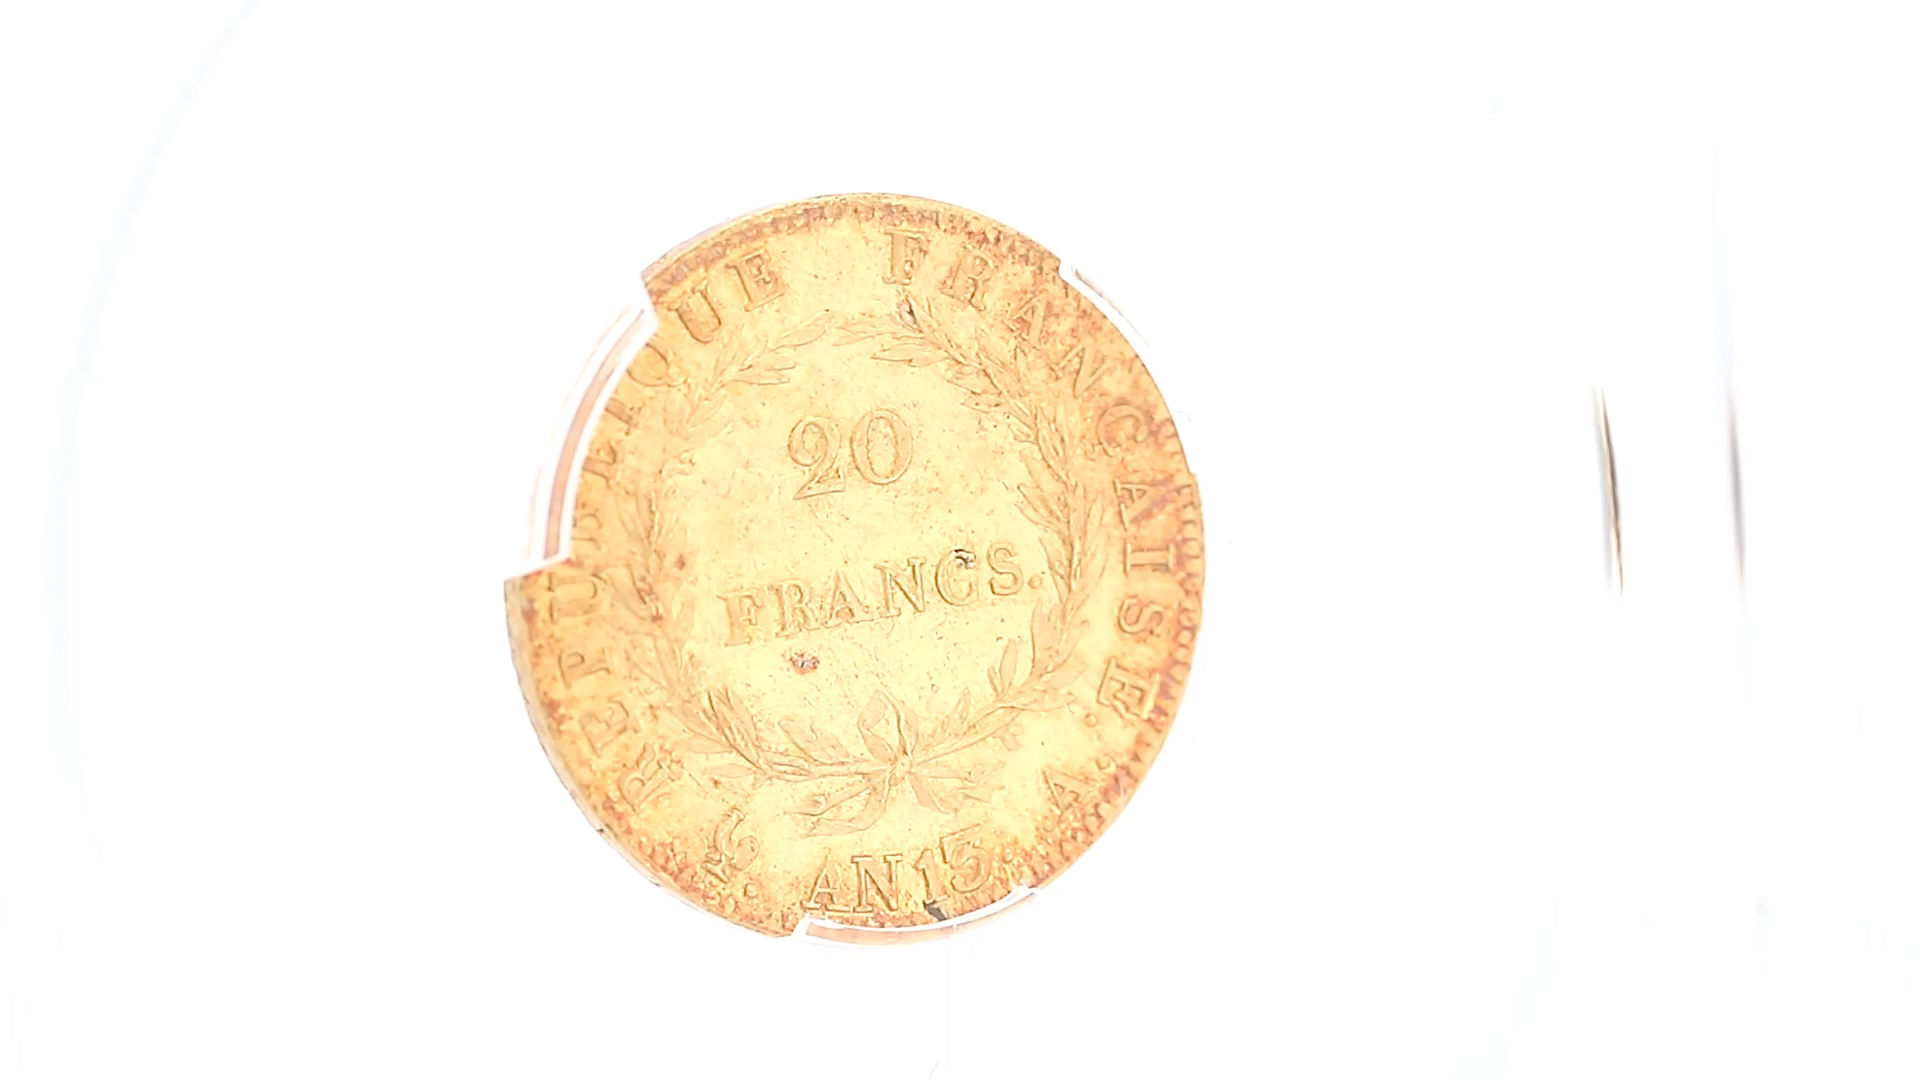 REPUBLIQUE FRANÇAISE.
20
FRANCS.
AN 13. A.